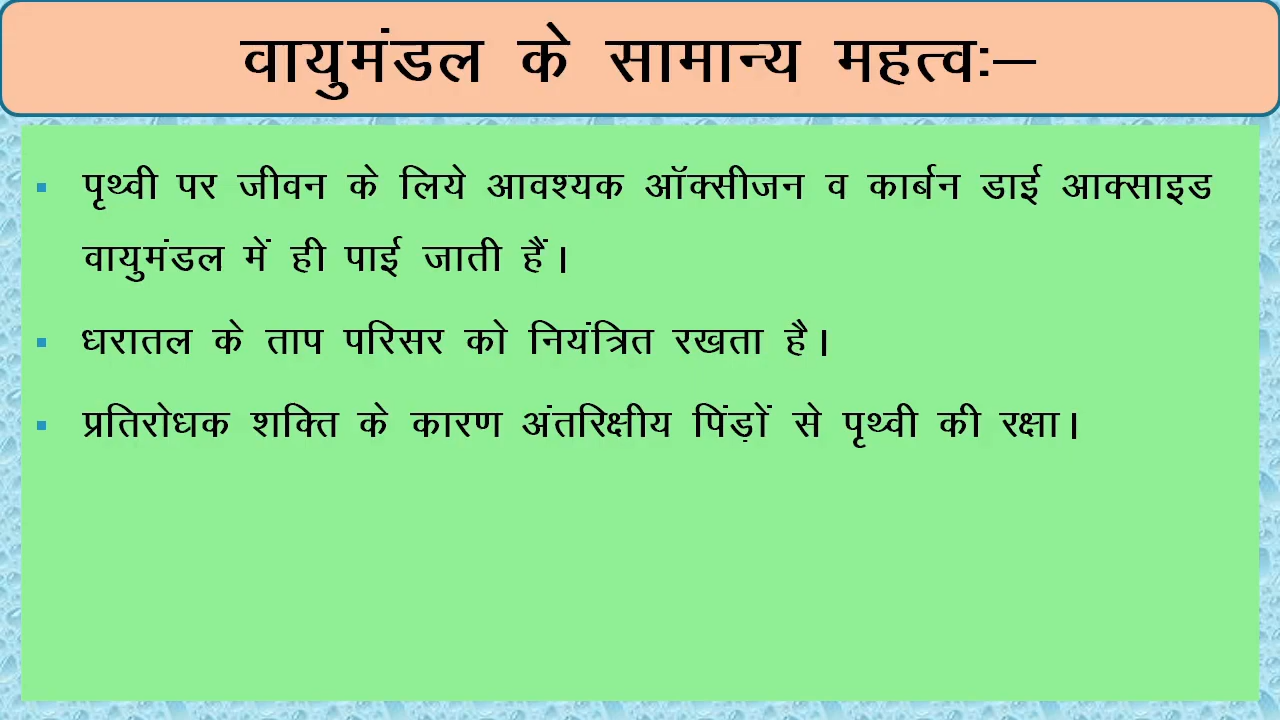 वायुमंडल के सामान्य महत्वः–
▪ पृथ्वी पर जीवन के लिये आवश्यक ऑक्सीजन व कार्बन डाई आक्साइड
वायुमंडल में ही पाई जाती हैं।
▪ धरातल के ताप परिसर को नियंत्रित रखता है।
▪ प्रतिरोधक शक्ति के कारण अंतरिक्षीय पिंड़ों से पृथ्वी की रक्षा।